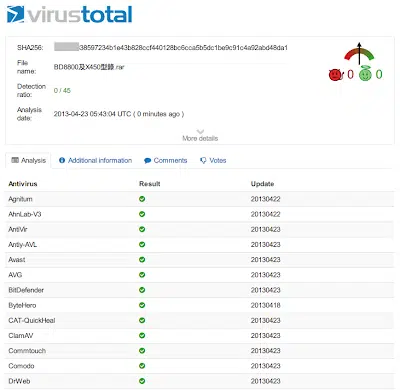 virustotal
SHA256: 38597234b1e43b828ccf440128bc6cca5b5dc1be9c91c4a92abd48da1
File name: BD8800及X450型錄.rar
0 0
Detection ratio: 0 / 45
Analysis date: 2013-04-23 05:43:04 UTC ( 0 minutes ago )
More details
Analysis Additional information Comments Votes
Antivirus Result Update
Agnitum 20130422
AhnLab-V3 20130422
AntiVir 20130423
Antiy-AVL 20130423
Avast 20130423
AVG 20130423
BitDefender 20130423
ByteHero 20130418
CAT-QuickHeal 20130423
ClamAV 20130423
Commtouch 20130423
Comodo 20130423
DrWeb 20130423